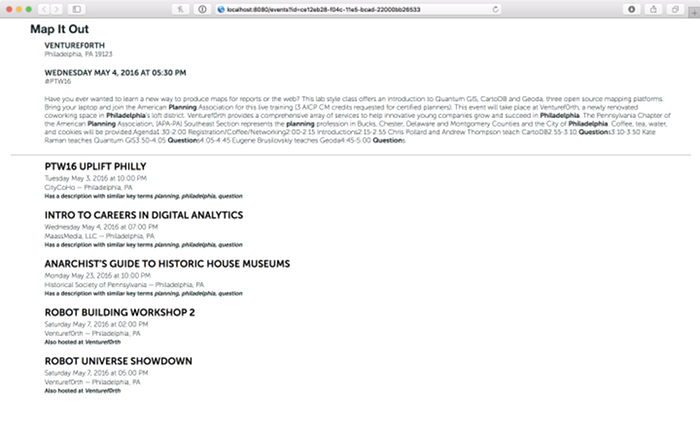 localhost:8080/events?id=ce12eb28-f04c-11e5-bcad-22000bb26533
Map It Out
VENTUREF0RTH
Philadelphia, PA 19123
WEDNESDAY MAY 4, 2016 AT 05:30 PM
#PTW16
Have you ever wanted to learn a new way to produce maps for reports or the web? This lab style class offers an introduction to Quantum GIS, CartoDB and Geoda, three open source mapping platforms.
Bring your laptop and join the American Planning Association for this live training (3 AICP CM credits requested for certified planners). This event will take place at Venturef0rth, a newly renovated
coworking space in Philadelphia's loft district. Venturef0rth provides a comprehensive array of services to help innovative young companies grow and succeed in Philadelphia. The Pennsylvania Chapter of
the American Planning Association, (APA-PA) Southeast Section represents the planning profession in Bucks, Chester, Delaware and Montgomery Counties and the City of Philadelphia. Coffee, tea, water,
and cookies will be provided.Agenda1:30-2:00 Registration/Coffee/Networking2:00-2:15 Introductions2:15-2:55 Chris Pollard and Andrew Thompson teach CartoDB2:55-3:10 Questions3:10-3:50 Kate
Raman teaches Quantum GIS3:50-4:05 Questions4:05-4:45 Eugene Brusilovskiy teaches Geoda4:45-5:00 Questions
PTW16 UPLIFT PHILLY
Tuesday May 3, 2016 at 10:00 PM
CityCoHo — Philadelphia, PA
Has a description with similar key terms planning, philadelphia, question
INTRO TO CAREERS IN DIGITAL ANALYTICS
Wednesday May 4, 2016 at 07:00 PM
MaassMedia, LLC — Philadelphia, PA
Has a description with similar key terms planning, philadelphia, question
ANARCHIST'S GUIDE TO HISTORIC HOUSE MUSEUMS
Monday May 23, 2016 at 10:00 PM
Historical Society of Pennsylvania — Philadelphia, PA
Has a description with similar key terms planning, philadelphia, question
ROBOT BUILDING WORKSHOP 2
Saturday May 7, 2016 at 02:00 PM
Venturef0rth — Philadelphia, PA
Also hosted at Venturef0rth
ROBOT UNIVERSE SHOWDOWN
Saturday May 7, 2016 at 05:00 PM
Venturef0rth — Philadelphia, PA
Also hosted at Venturef0rth